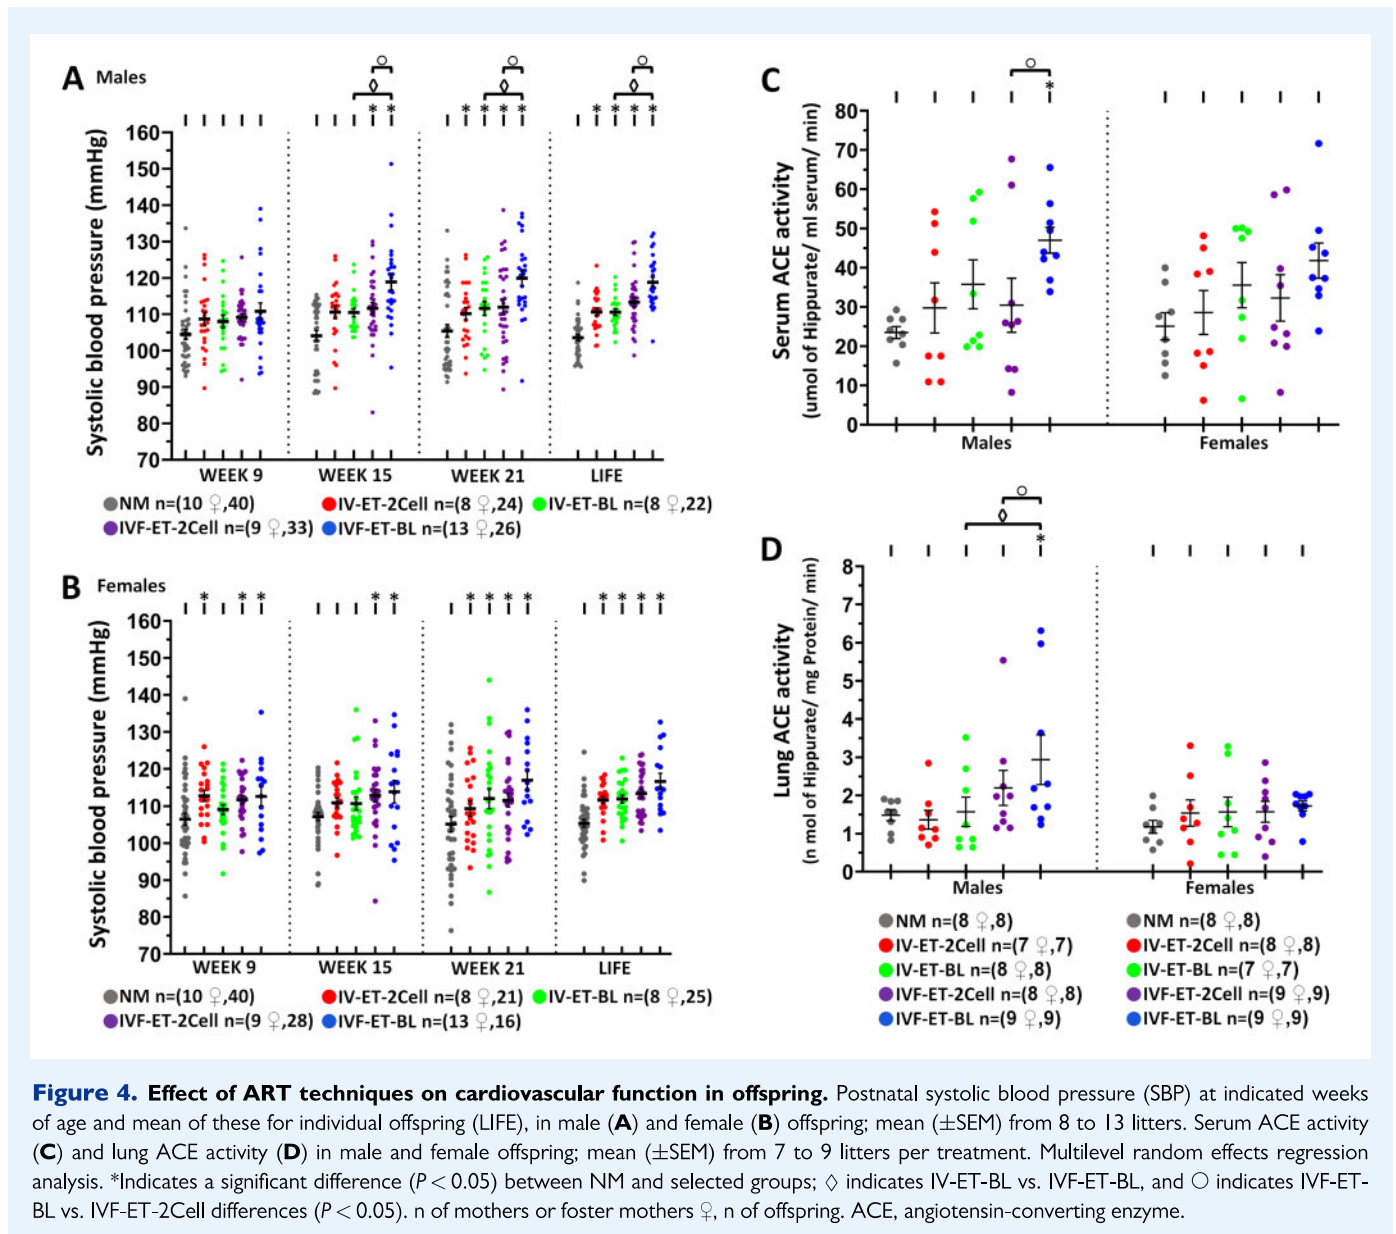 A Males
Systolic blood pressure (mmHg)
160
150
140
130
120
110
100
90
80
70
WEEK 9 WEEK 15 WEEK 21 LIFE
NM n=(10 ♀,40) IV-ET-2Cell n=(8 ♀,24) IV-ET-BL n=(8 ♀,22)
IVF-ET-2Cell n=(9 ♀,33) IVF-ET-BL n=(13 ♀,26)
B Females
Systolic blood pressure (mmHg)
160
150
140
130
120
110
100
90
80
70
WEEK 9 WEEK 15 WEEK 21 LIFE
NM n=(10 ♀,40) IV-ET-2Cell n=(8 ♀,21) IV-ET-BL n=(8 ♀,25)
IVF-ET-2Cell n=(9 ♀,28) IVF-ET-BL n=(13 ♀,16)
C
Serum ACE activity
(umol of Hippurate/ ml serum/ min)
80
70
60
50
40
30
20
10
0
Males Females
D
Lung ACE activity
(n mol of Hippurate/ mg Protein/ min)
8
7
6
5
4
3
2
1
0
Males Females
NM n=(8 ♀,8) NM n=(8 ♀,8)
IV-ET-2Cell n=(7 ♀,7) IV-ET-2Cell n=(8 ♀,8)
IV-ET-BL n=(8 ♀,8) IV-ET-BL n=(7 ♀,7)
IVF-ET-2Cell n=(8 ♀,8) IVF-ET-2Cell n=(9 ♀,9)
IVF-ET-BL n=(9 ♀,9) IVF-ET-BL n=(9 ♀,9)
Figure 4. Effect of ART techniques on cardiovascular function in offspring. Postnatal systolic blood pressure (SBP) at indicated weeks
of age and mean of these for individual offspring (LIFE), in male (A) and female (B) offspring; mean (±SEM) from 8 to 13 litters. Serum ACE activity
(C) and lung ACE activity (D) in male and female offspring; mean (±SEM) from 7 to 9 litters per treatment. Multilevel random effects regression
analysis. *Indicates a significant difference (P < 0.05) between NM and selected groups; ◊ indicates IV-ET-BL vs. IVF-ET-BL, and ○ indicates IVF-ET-
BL vs. IVF-ET-2Cell differences (P < 0.05). n of mothers or foster mothers ♀, n of offspring. ACE, angiotensin-converting enzyme.